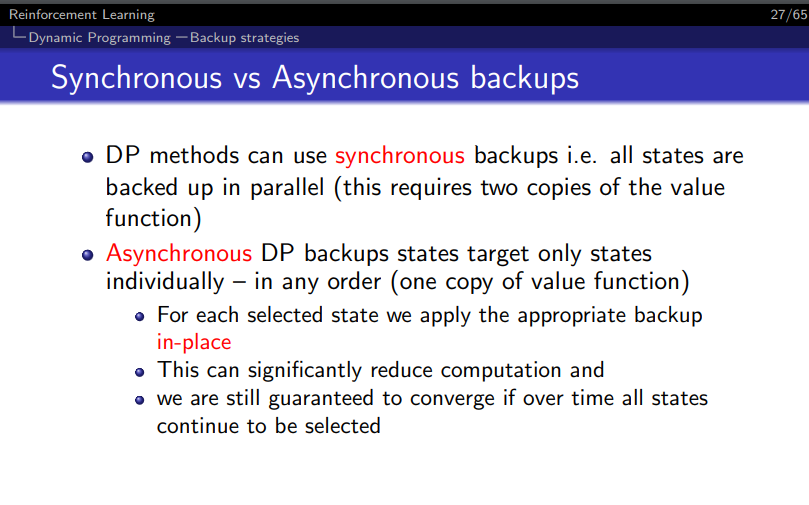 Reinforcement Learning 27/65
Dynamic Programming — Backup strategies
Synchronous vs Asynchronous backups
DP methods can use synchronous backups i.e. all states are
backed up in parallel (this requires two copies of the value
function)
Asynchronous DP backups states target only states
individually – in any order (one copy of value function)
For each selected state we apply the appropriate backup
in-place
This can significantly reduce computation and
we are still guaranteed to converge if over time all states
continue to be selected